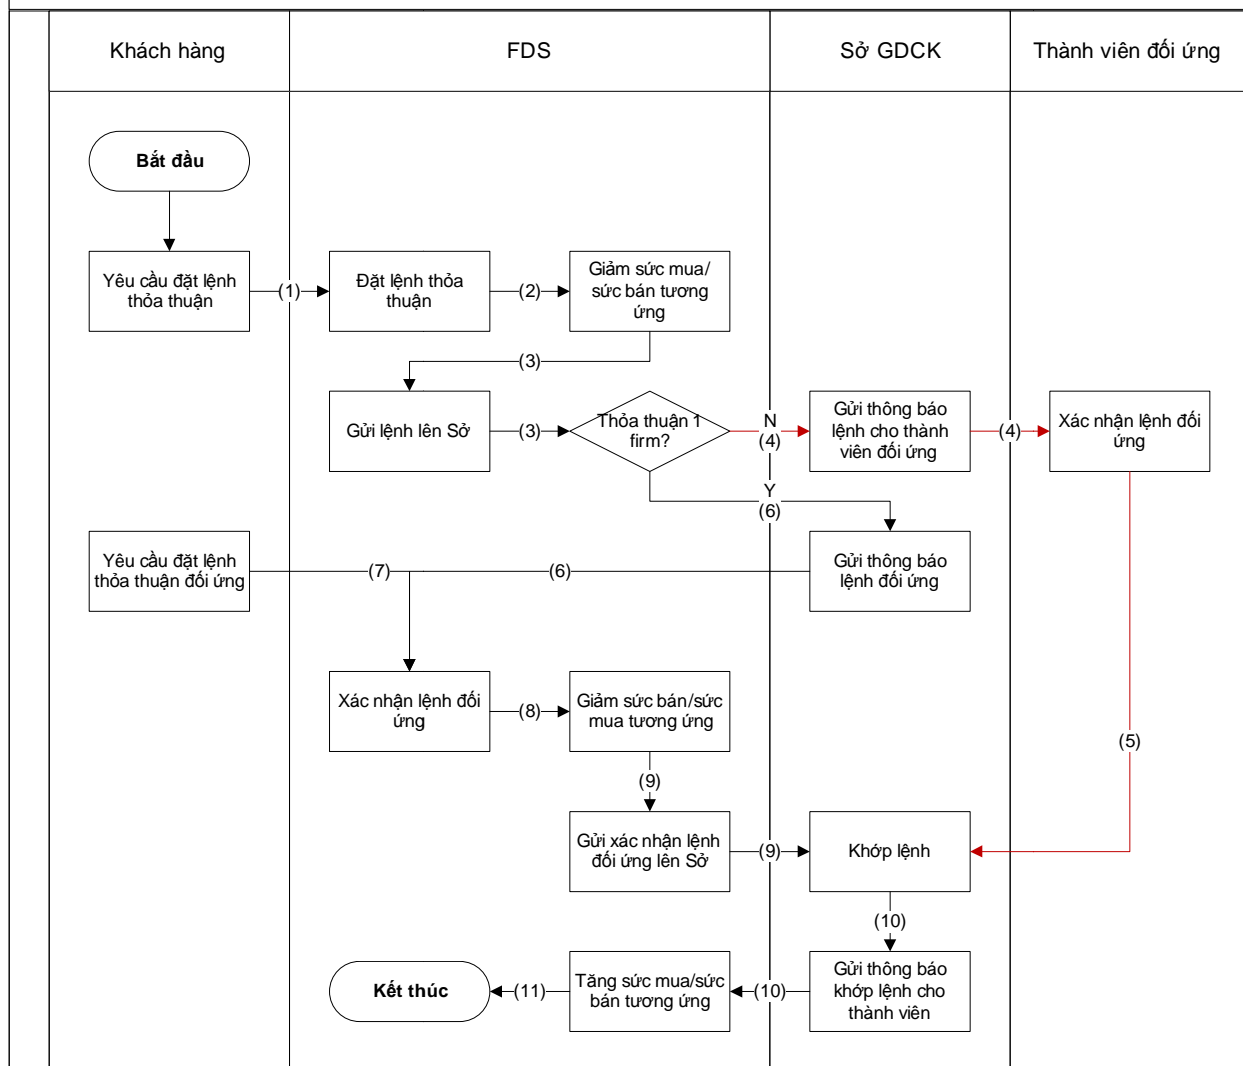 Khách hàng
FDS
Sở GDCK
Thành viên đối ứng
Bắt đầu
Yêu cầu đặt lệnh
thỏa thuận
(1)
Đặt lệnh thỏa
thuận
(2)
Giảm sức mua/
sức bán tương
ứng
(3)
Gửi lệnh lên Sở
(3)
Thỏa thuận 1
firm?
N
(4)
Gửi thông báo
lệnh cho thành
viên đối ứng
(4)
Xác nhận lệnh đối
ứng
Y
(6)
Yêu cầu đặt lệnh
thỏa thuận đối ứng
(7)
(6)
Gửi thông báo
lệnh đối ứng
Xác nhận lệnh đối
ứng
(8)
Giảm sức bán/sức
mua tương ứng
(5)
(9)
Gửi xác nhận lệnh
đối ứng lên Sở
(9)
Khớp lệnh
(10)
Kết thúc
(11)
Tăng sức mua/sức
bán tương ứng
(10)
Gửi thông báo
khớp lệnh cho
thành viên